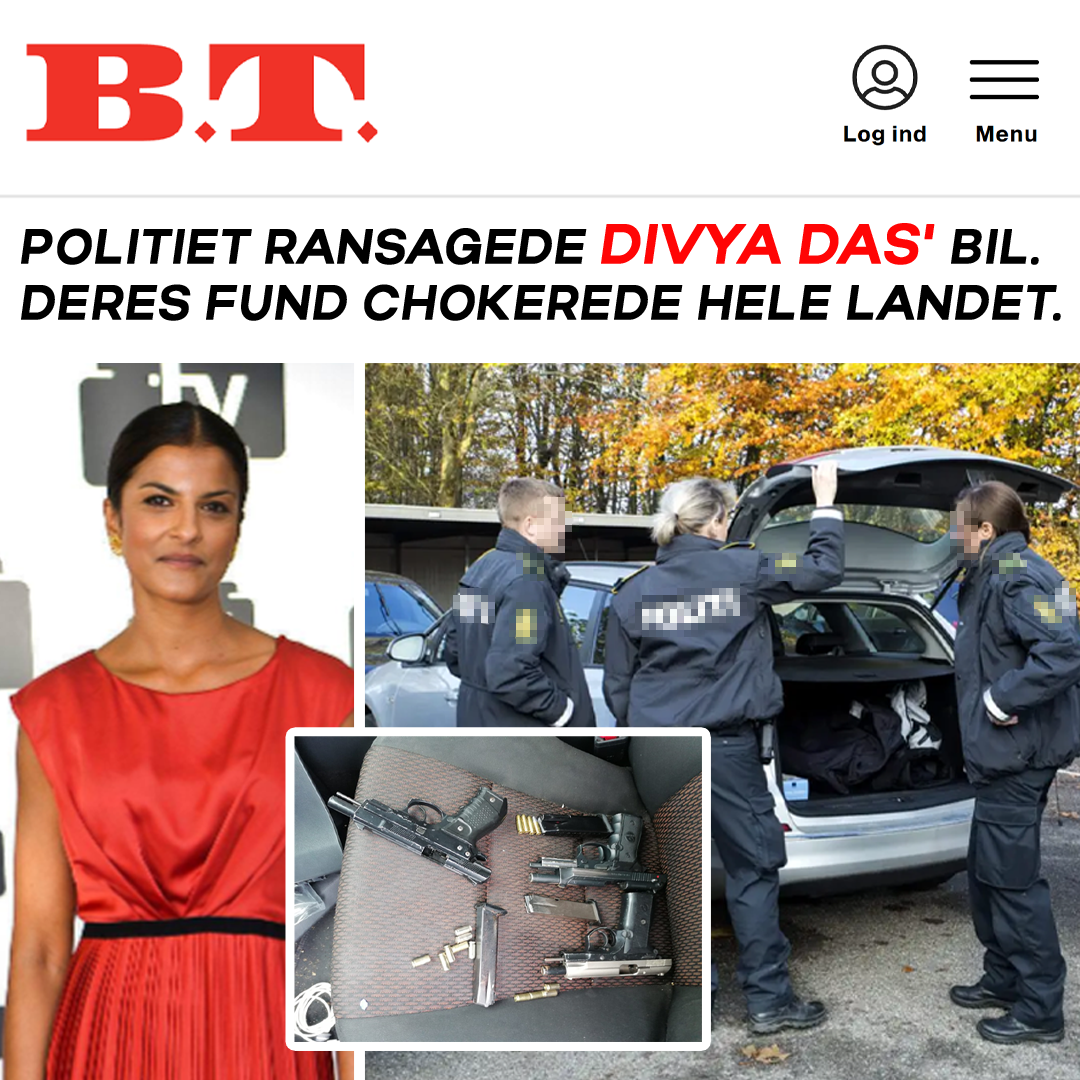 B.T.
Log ind
Menu
POLITIET RANSAGEDE DIVYA DAS' BIL.
DERES FUND CHOKEREDE HELE LANDET.
tv